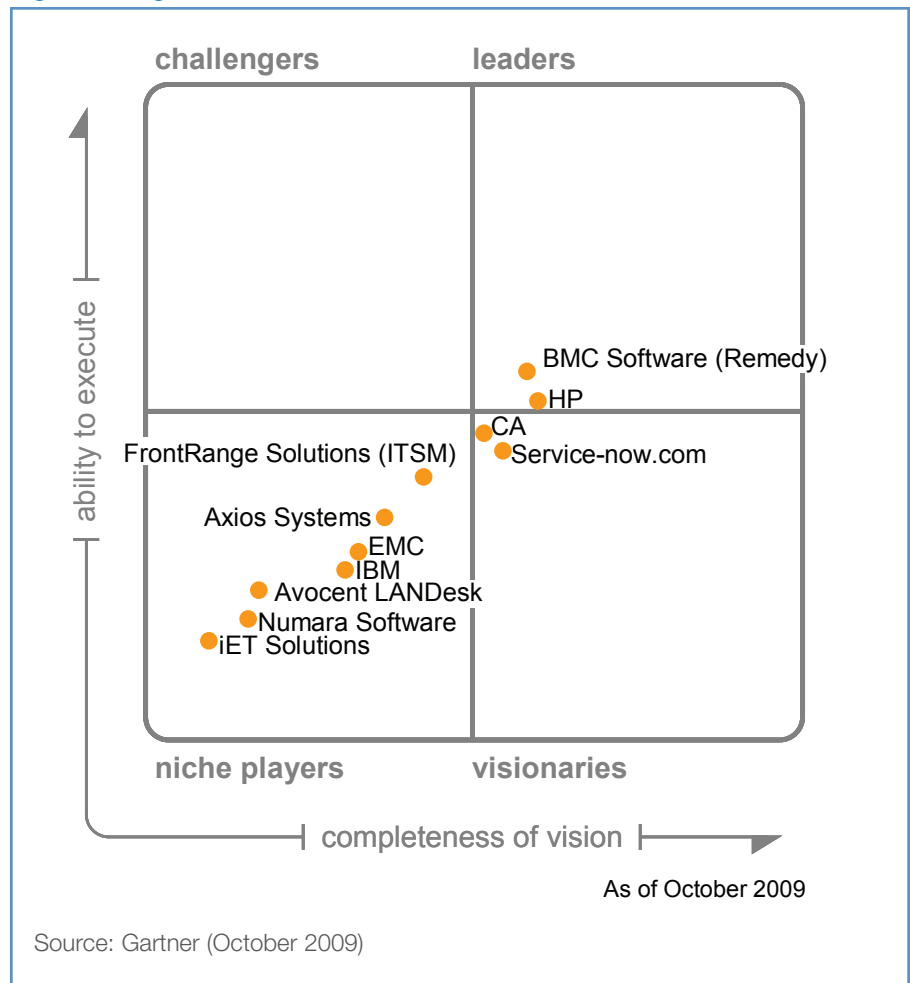 challengers
leaders
ability to execute
BMC Software (Remedy)
HP
CA
FrontRange Solutions (ITSM)
Service-now.com
Axios Systems
EMC
IBM
Avocent LANDesk
Numara Software
iET Solutions
niche players
visionaries
completeness of vision
As of October 2009
Source: Gartner (October 2009)